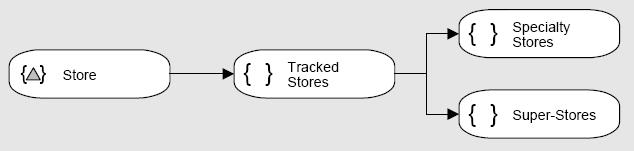 { } Store
{ } Tracked
Stores
{ } Specialty
Stores
{ } Super-Stores